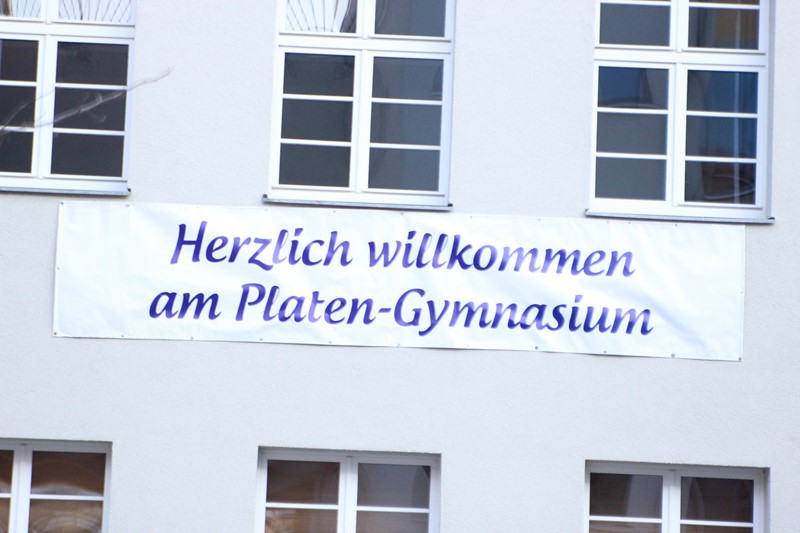 Herzlich willkommen
am Platen-Gymnasium